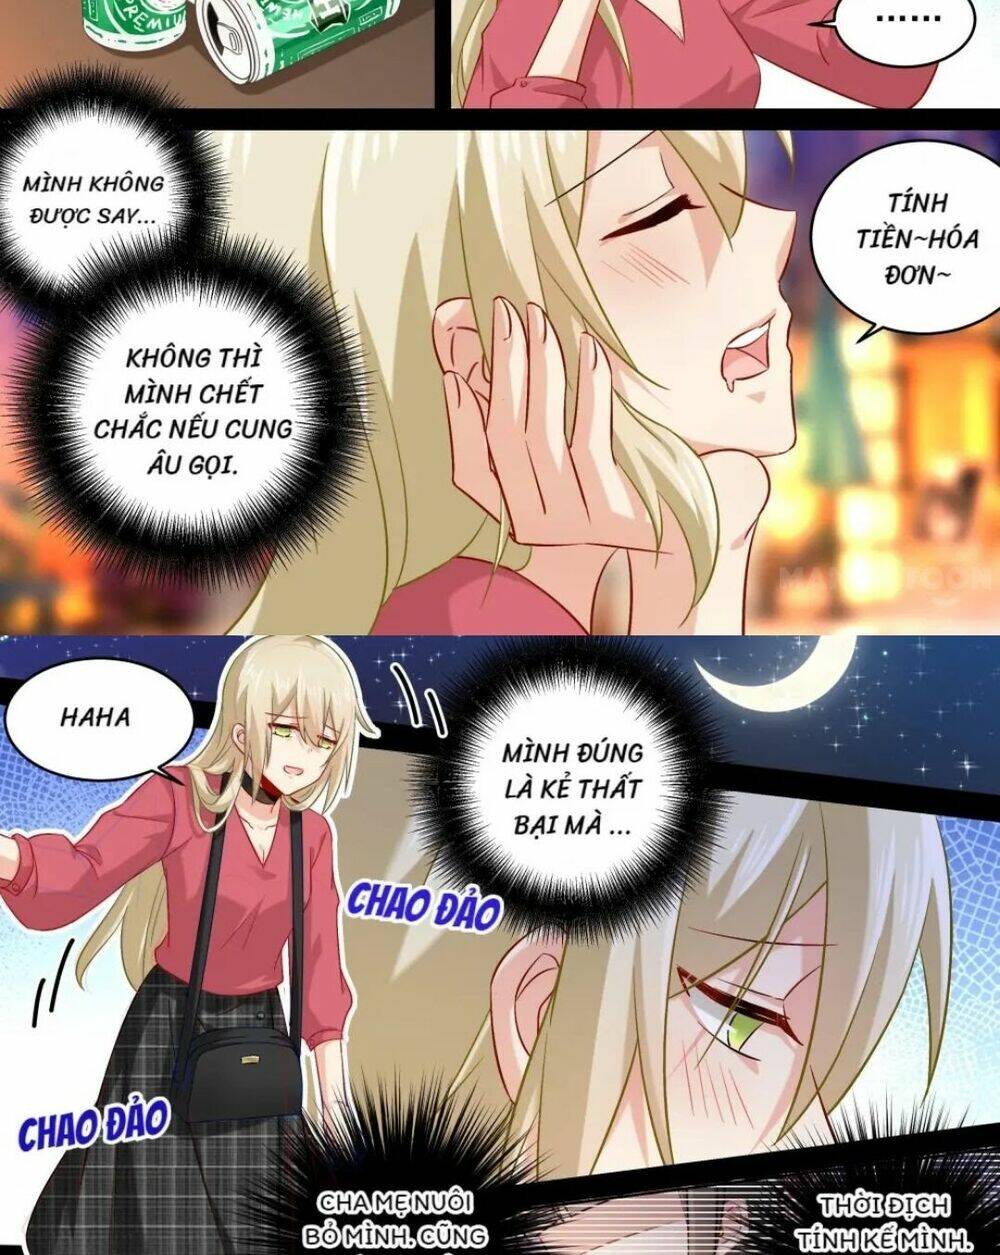 PREMIUM
......
MÌNH KHÔNG
ĐƯỢC SAY...
TÍNH
TIỀN~HÓA
ĐƠN~
KHÔNG THÌ
MÌNH CHẾT
CHẮC NẾU CUNG
ÂU GỌI.
HAHA
MÌNH ĐÚNG
LÀ KẺ THẤT
BẠI MÀ ...
CHAO ĐẢO
CHAO ĐẢO
CHA MẸ NUÔI
BỎ MÌNH. CŨNG
THỜI ĐỊCH
TÍNH KẾ MÌNH.